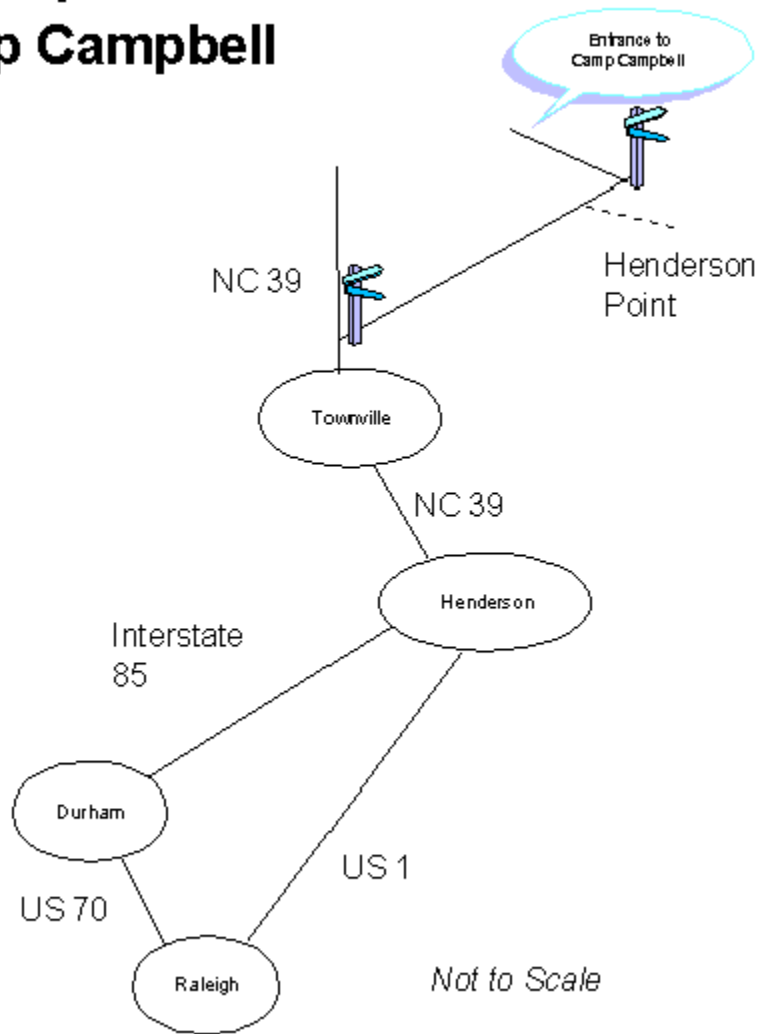 p Campbell
Entrance to
Camp Campbell
NC 39
Henderson
Point
Townville
NC 39
Henderson
Interstate
85
Durham
US 1
US 70
Raleigh
Not to Scale